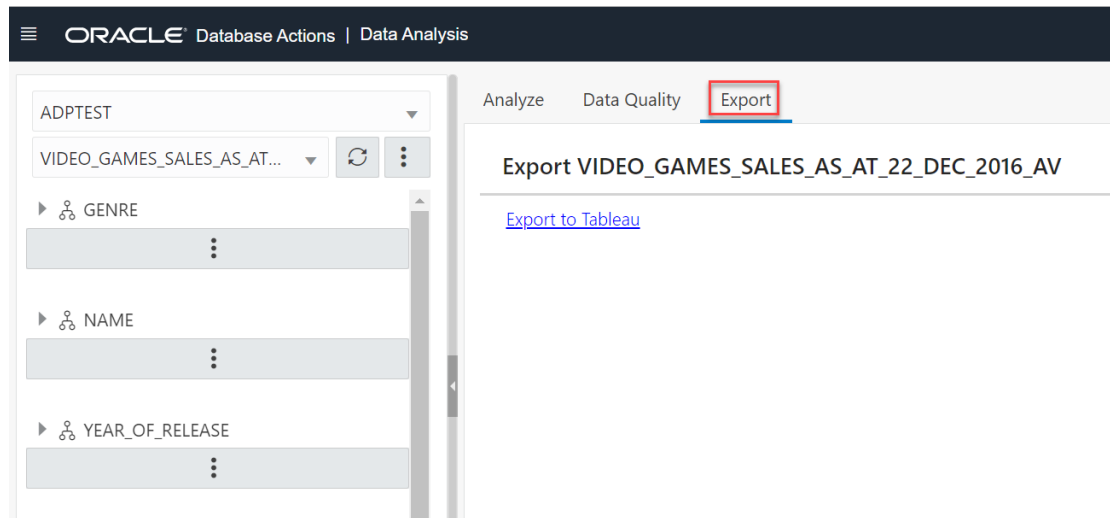 ORACLE Database Actions | Data Analysis
ADPTEST
VIDEO_GAMES_SALES_AS_AT...
GENRE
NAME
YEAR_OF_RELEASE
Analyze Data Quality Export
Export VIDEO_GAMES_SALES_AS_AT_22_DEC_2016_AV
Export to Tableau